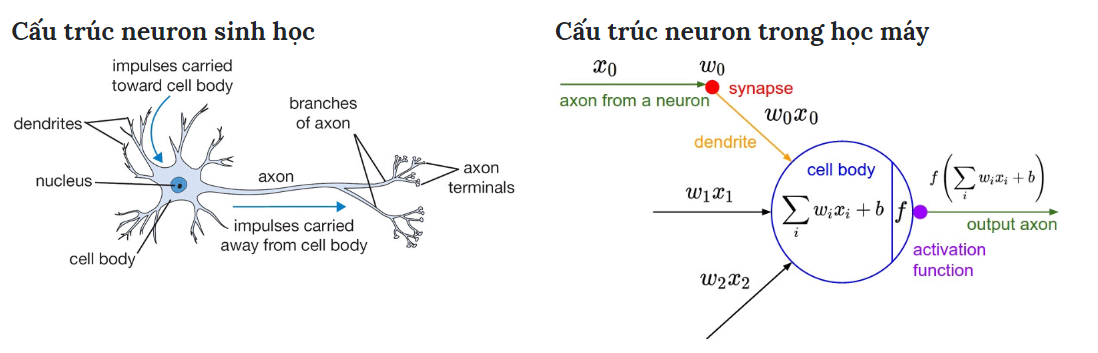 Cấu trúc neuron sinh học
impulses carried
toward cell body
dendrites
nucleus
cell body
axon
impulses carried
away from cell body
branches
of axon
axon
terminals
Cấu trúc neuron trong học máy
x₀
w₀
synapse
axon from a neuron
w₀x₀
dendrite
cell body
w₁x₁
∑ᵢ wᵢxᵢ + b
f
f(∑ᵢ wᵢxᵢ + b)
output axon
activation
function
w₂x₂